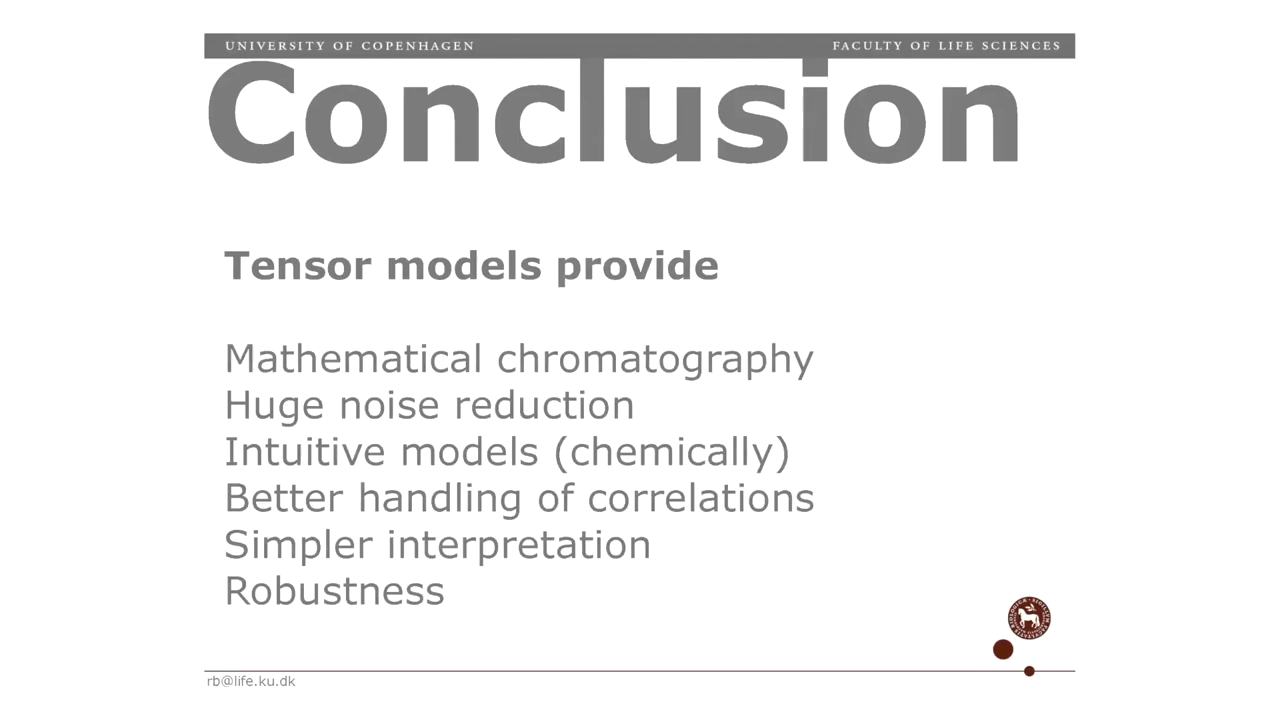 UNIVERSITY OF COPENHAGEN
FACULTY OF LIFE SCIENCES
Conclusion
Tensor models provide
Mathematical chromatography
Huge noise reduction
Intuitive models (chemically)
Better handling of correlations
Simpler interpretation
Robustness
rb@life.ku.dk